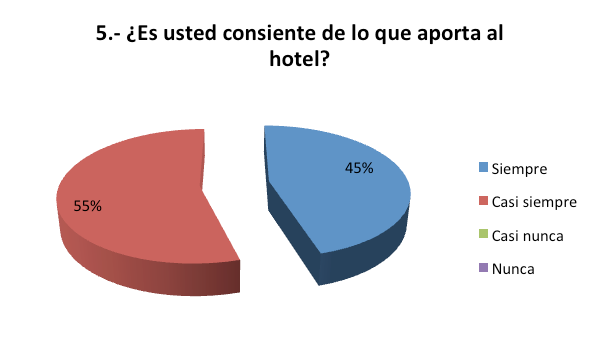 5.- ¿Es usted consiente de lo que aporta al
hotel?
45%
55%
Siempre
Casi siempre
Casi nunca
Nunca